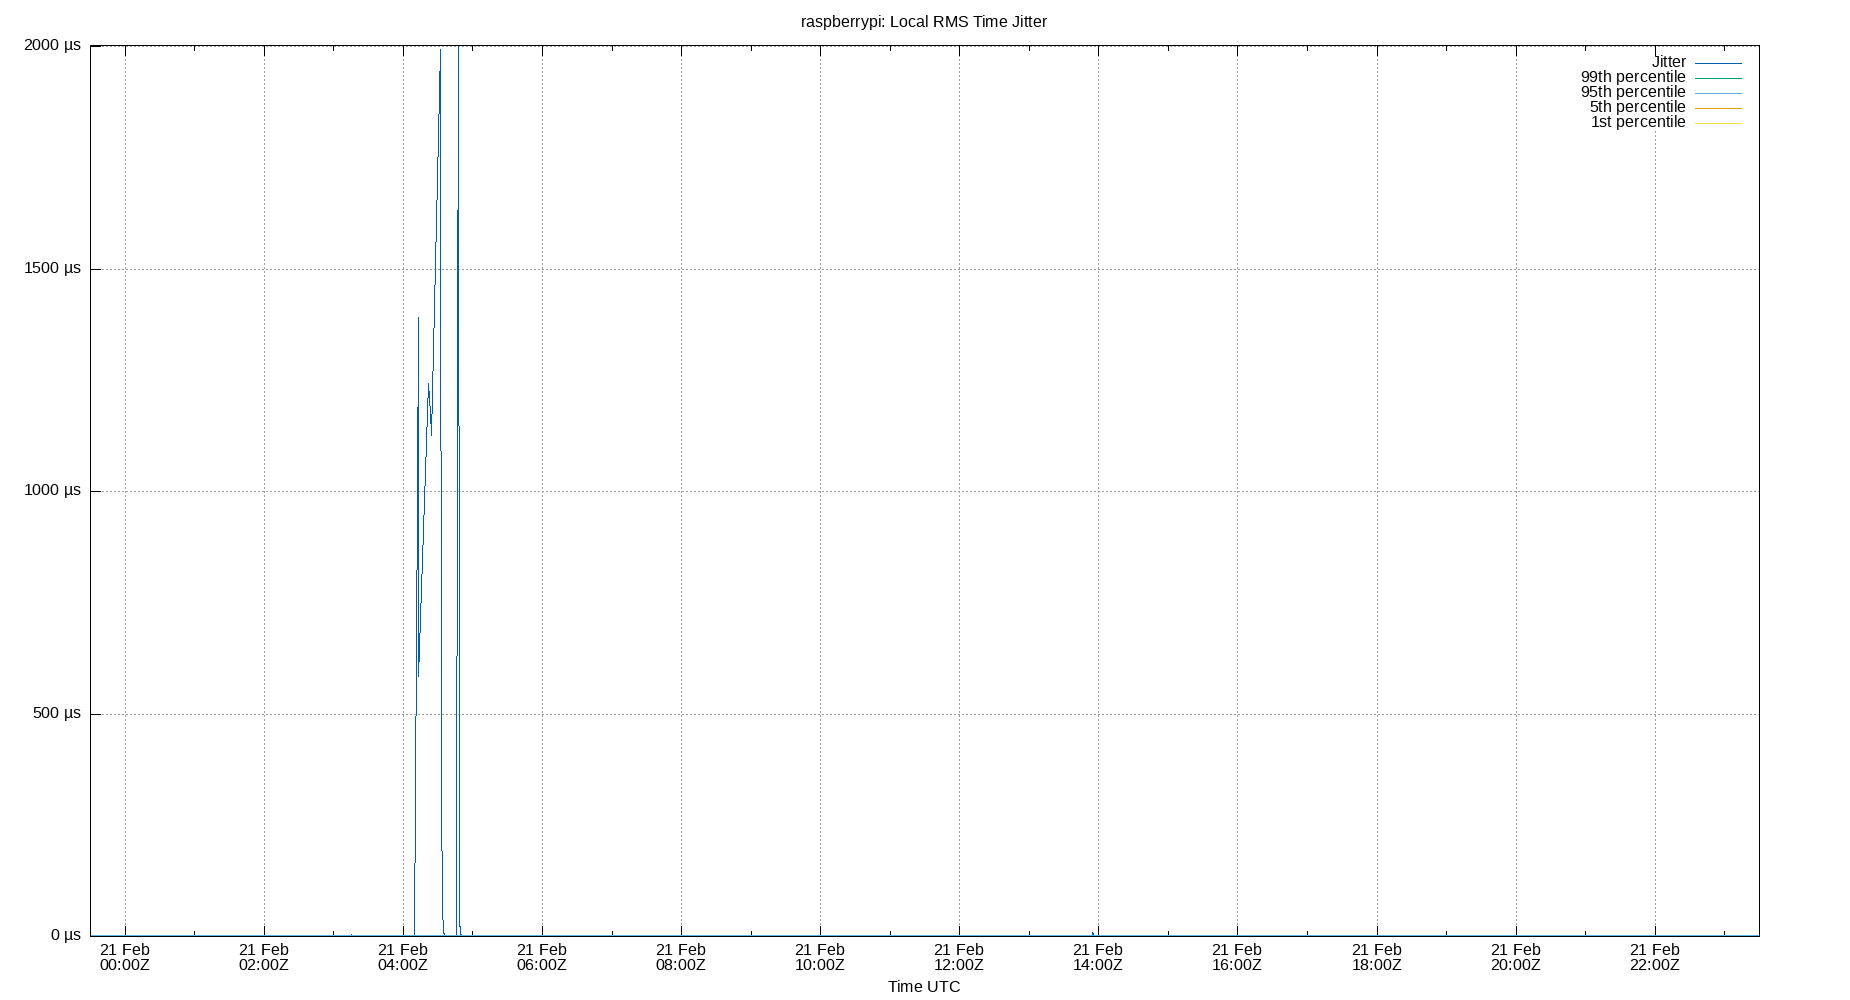 raspberrypi: Local RMS Time Jitter
2000 µs
1500 µs
1000 µs
500 µs
0 µs
Jitter
99th percentile
95th percentile
5th percentile
1st percentile
21 Feb 21 Feb 21 Feb 21 Feb 21 Feb 21 Feb 21 Feb 21 Feb 21 Feb 21 Feb 21 Feb 21 Feb
00:00Z 02:00Z 04:00Z 06:00Z 08:00Z 10:00Z 12:00Z 14:00Z 16:00Z 18:00Z 20:00Z 22:00Z
Time UTC